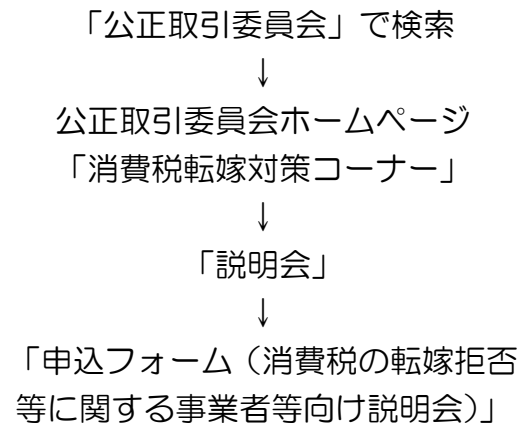 「公正取引委員会」で検索
↓
公正取引委員会ホームページ
「消費税転嫁対策コーナー」
↓
「説明会」
↓
「申込フォーム（消費税の転嫁拒否
等に関する事業者等向け説明会）」